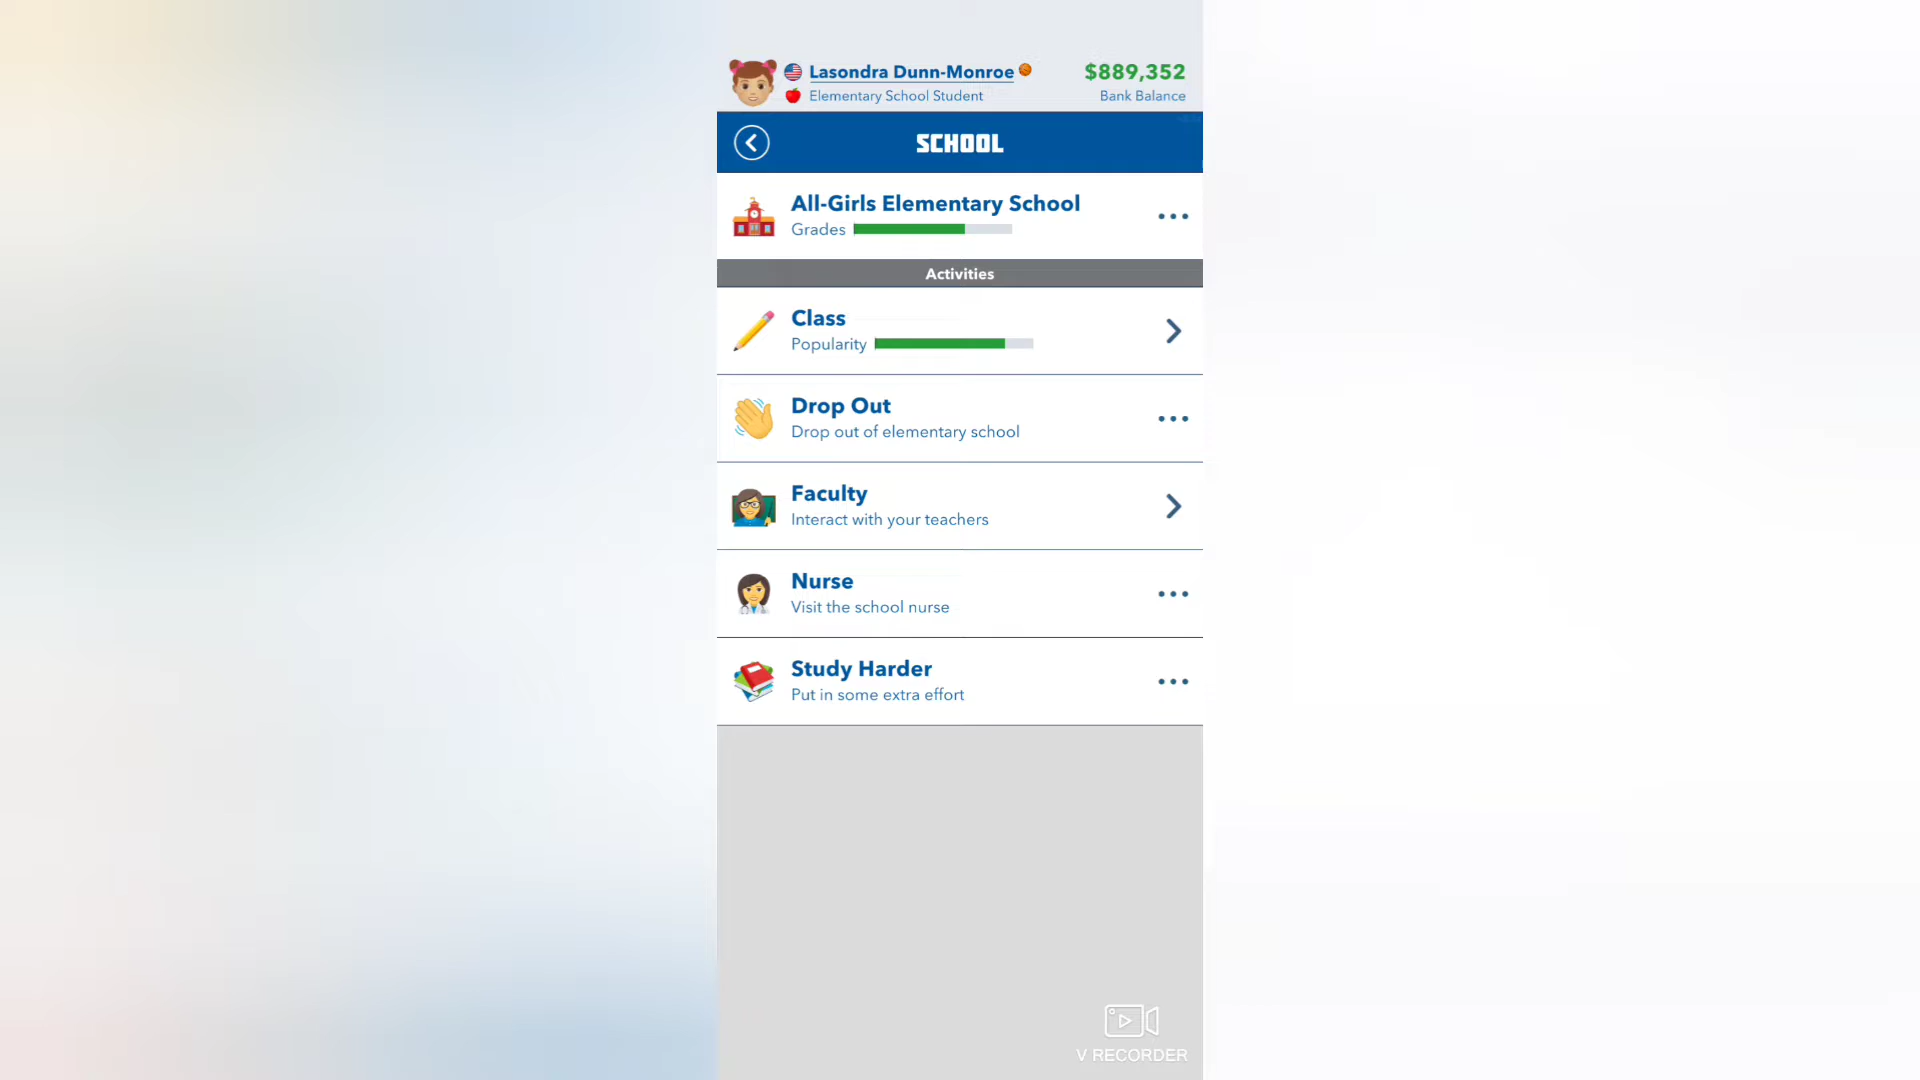 Lasondra Dunn-Monroe
$889,352
Elementary School Student
Bank Balance
SCHOOL
All-Girls Elementary School
Grades
Activities
Class
Popularity
Drop Out
Drop out of elementary school
Faculty
Interact with your teachers
Nurse
Visit the school nurse
Study Harder
Put in some extra effort
V RECORDER